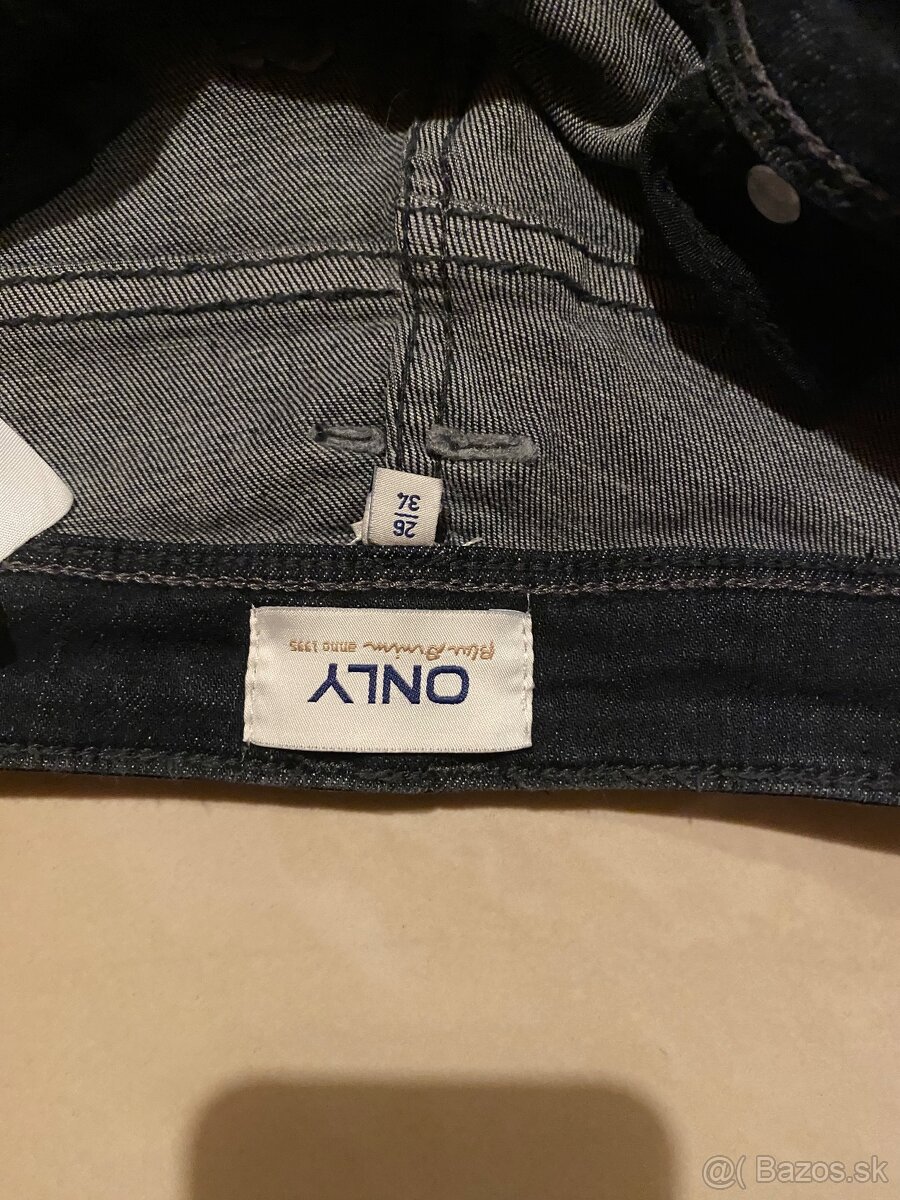 26
34
ONLY
Blue Denim anno 1995
@( Bazos.sk